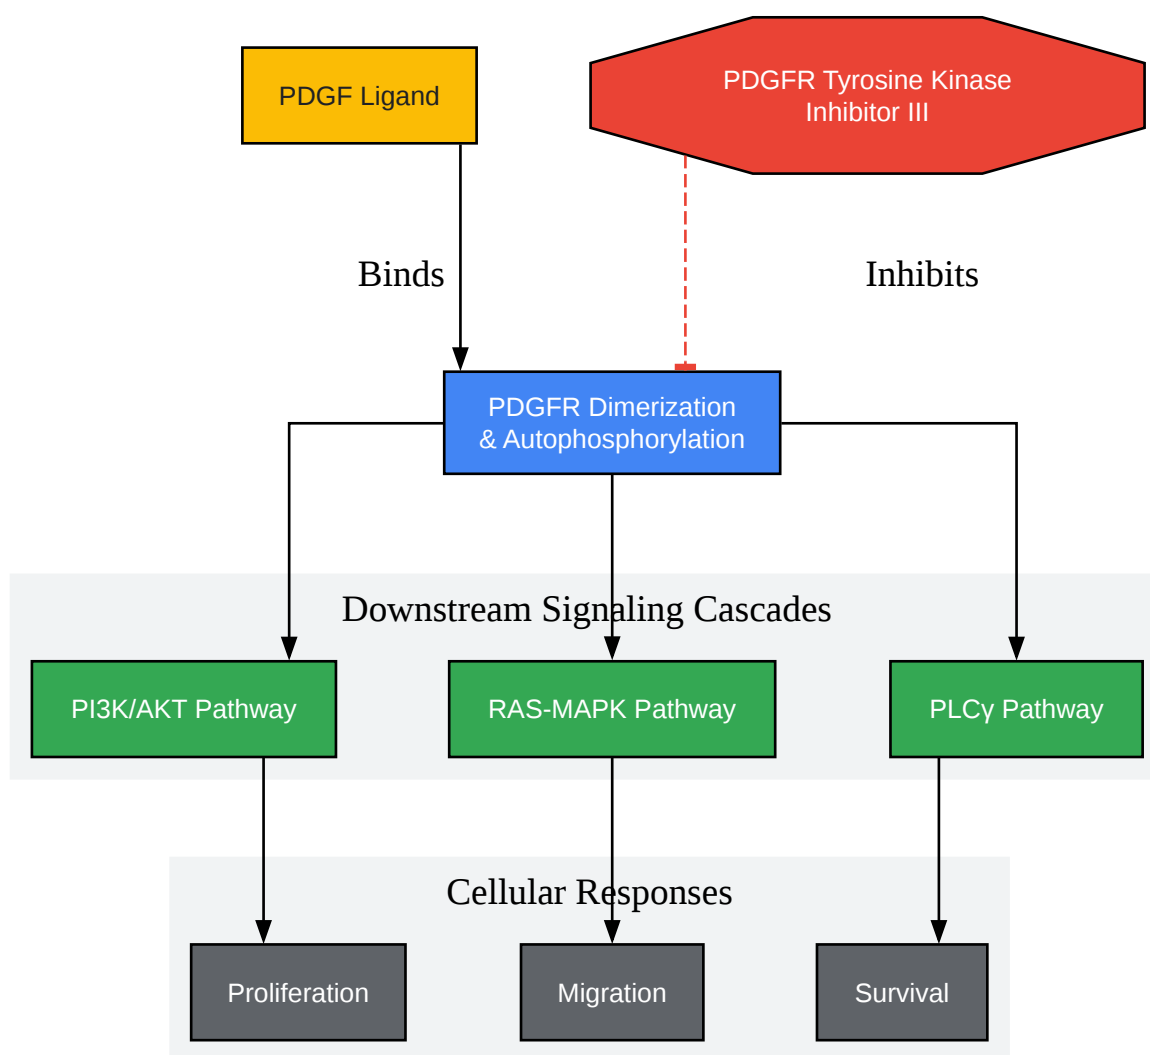 PDGF Ligand
PDGFR Tyrosine Kinase
Inhibitor III
Binds
Inhibits
PDGFR Dimerization
& Autophosphorylation
Downstream Signaling Cascades
PI3K/AKT Pathway
RAS-MAPK Pathway
PLCγ Pathway
Cellular Responses
Proliferation
Migration
Survival